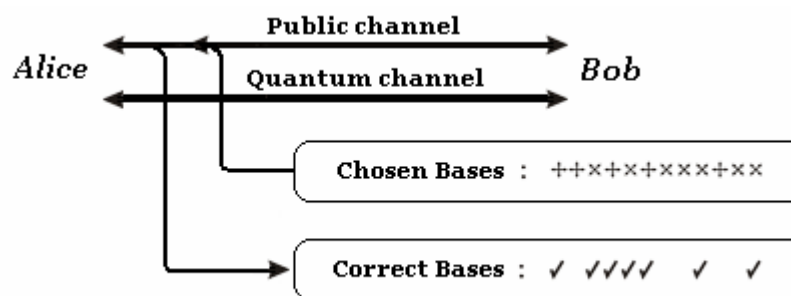 Public channel
Alice
Bob
Quantum channel
Chosen Bases : ++××+×+×××+××
Correct Bases : ✓ ✓✓✓✓ ✓ ✓